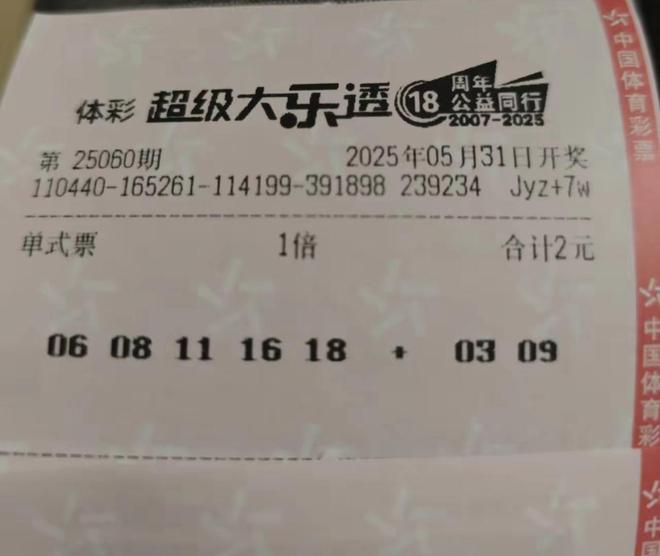 体彩 超级大乐透 18 周年公益同行 2007-2025
第 25060期 2025年05月31日开奖
110440-165261-114199-391898 239234 Jyz+7w
单式票 1倍 合计2元
06 08 11 16 18 + 03 09
中国体育彩票
中国体育彩
中国